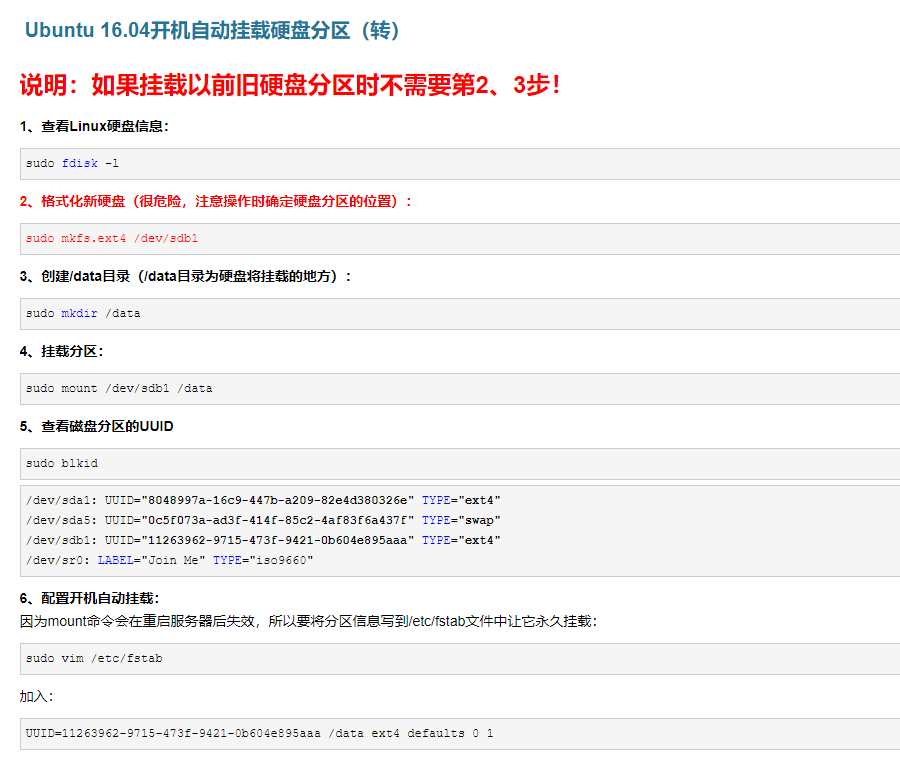 Ubuntu 16.04开机自动挂载硬盘分区（转）
说明：如果挂载以前旧硬盘分区时不需要第2、3步！
1、查看Linux硬盘信息：
sudo fdisk -l
2、格式化新硬盘（很危险，注意操作时确定硬盘分区的位置）：
sudo mkfs.ext4 /dev/sdb1
3、创建/data目录（/data目录为硬盘将挂载的地方）：
sudo mkdir /data
4、挂载分区：
sudo mount /dev/sdb1 /data
5、查看磁盘分区的UUID
sudo blkid
/dev/sda1: UUID="8048997a-16c9-447b-a209-82e4d380326e" TYPE="ext4"
/dev/sda5: UUID="0c5f073a-ad3f-414f-85c2-4af83f6a437f" TYPE="swap"
/dev/sdb1: UUID="11263962-9715-473f-9421-0b604e895aaa" TYPE="ext4"
/dev/sr0: LABEL="Join Me" TYPE="iso9660"
6、配置开机自动挂载：
因为mount命令会在重启服务器后失效，所以要将分区信息写到/etc/fstab文件中让它永久挂载：
sudo vim /etc/fstab
加入：
UUID=11263962-9715-473f-9421-0b604e895aaa /data ext4 defaults 0 1